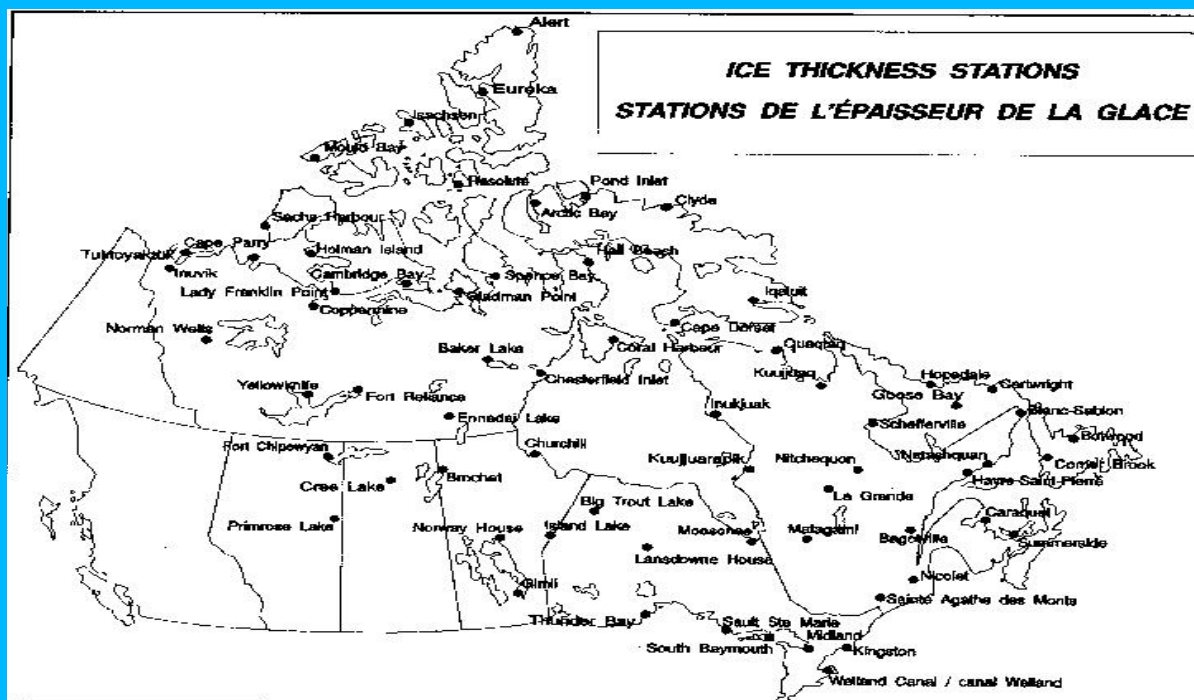 Alert
ICE THICKNESS STATIONS
STATIONS DE L'ÉPAISSEUR DE LA GLACE
Eureka
Isachsen
Mould Bay
Resolute
Pond Inlet
Arctic Bay
Clyde
Sachs Harbour
Cape Parry
Holman Island
Hall Beach
Tuktoyaktuk
Inuvik
Cambridge Bay
Spence Bay
Lady Franklin Point
Gladman Point
Iqaluit
Coppermine
Cape Dorset
Norman Wells
Coral Harbour
Quaqtaq
Baker Lake
Chesterfield Inlet
Kuujjuaq
Hopedale
Yellowknife
Fort Reliance
Cartwright
Goose Bay
Ennadai Lake
Inukjuak
Blanc-Sablon
Schefferville
Botwood
Fort Chipewyan
Churchill
Natashquan
Corner Brook
Kuujjuarapik
Nitchequon
Brochet
Havre-Saint-Pierre
Cree Lake
La Grande
Big Trout Lake
Caraquet
Primrose Lake
Norway House
Island Lake
Moosonee
Matagami
Bagotville
Summerside
Lansdowne House
Gimli
Nicolet
Sainte Agathe des Monts
Thunder Bay
Sault Ste Marie
Midland
South Baymouth
Kingston
Welland Canal / canal Welland